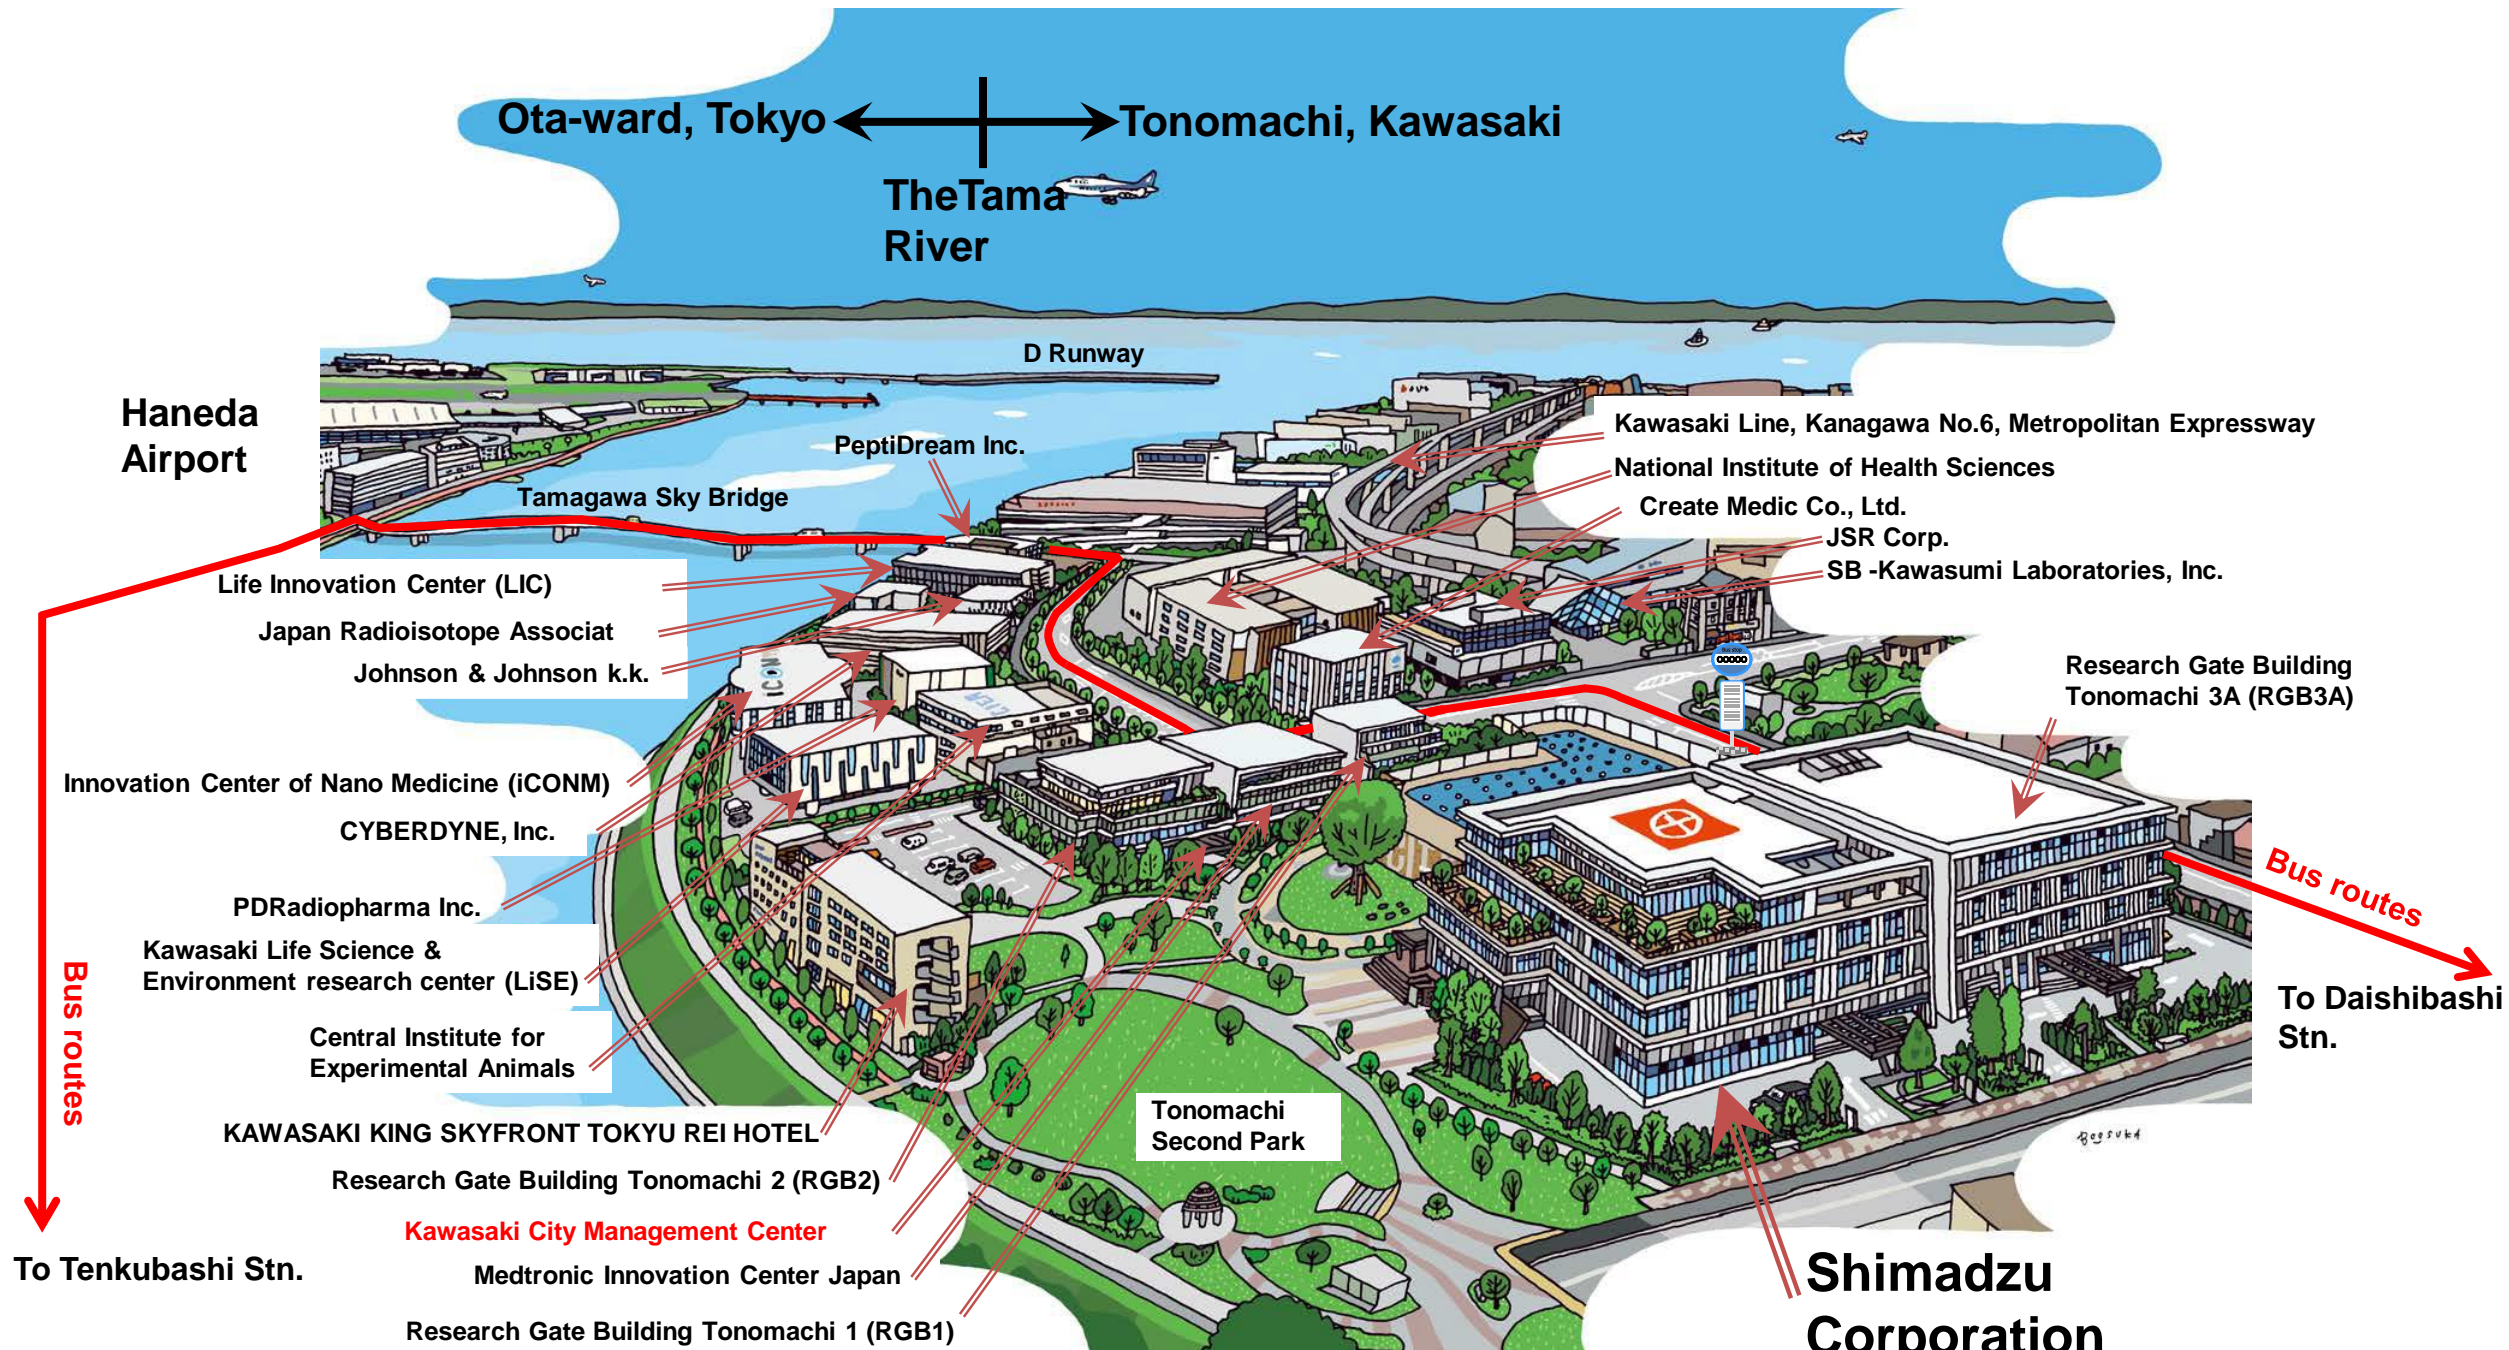 Ota-ward, Tokyo
Tonomachi, Kawasaki
TheTama
River
D Runway
Haneda
Airport
PeptiDream Inc.
Tamagawa Sky Bridge
Kawasaki Line, Kanagawa No.6, Metropolitan Expressway
National Institute of Health Sciences
Create Medic Co., Ltd.
JSR Corp.
SB -Kawasumi Laboratories, Inc.
Life Innovation Center (LIC)
Japan Radioisotope Associat
Johnson & Johnson k.k.
iCON
CIEA
Bus stop
00000
Research Gate Building
Tonomachi 3A (RGB3A)
Innovation Center of Nano Medicine (iCONM)
CYBERDYNE, Inc.
PDRadiopharma Inc.
Kawasaki Life Science &
Environment research center (LiSE)
Central Institute for
Experimental Animals
Bus routes
Bus routes
To Daishibashi
Stn.
KAWASAKI KING SKYFRONT TOKYU REI HOTEL
Research Gate Building Tonomachi 2 (RGB2)
Kawasaki City Management Center
Medtronic Innovation Center Japan
Research Gate Building Tonomachi 1 (RGB1)
To Tenkubashi Stn.
Tonomachi
Second Park
Shimadzu
Corporation